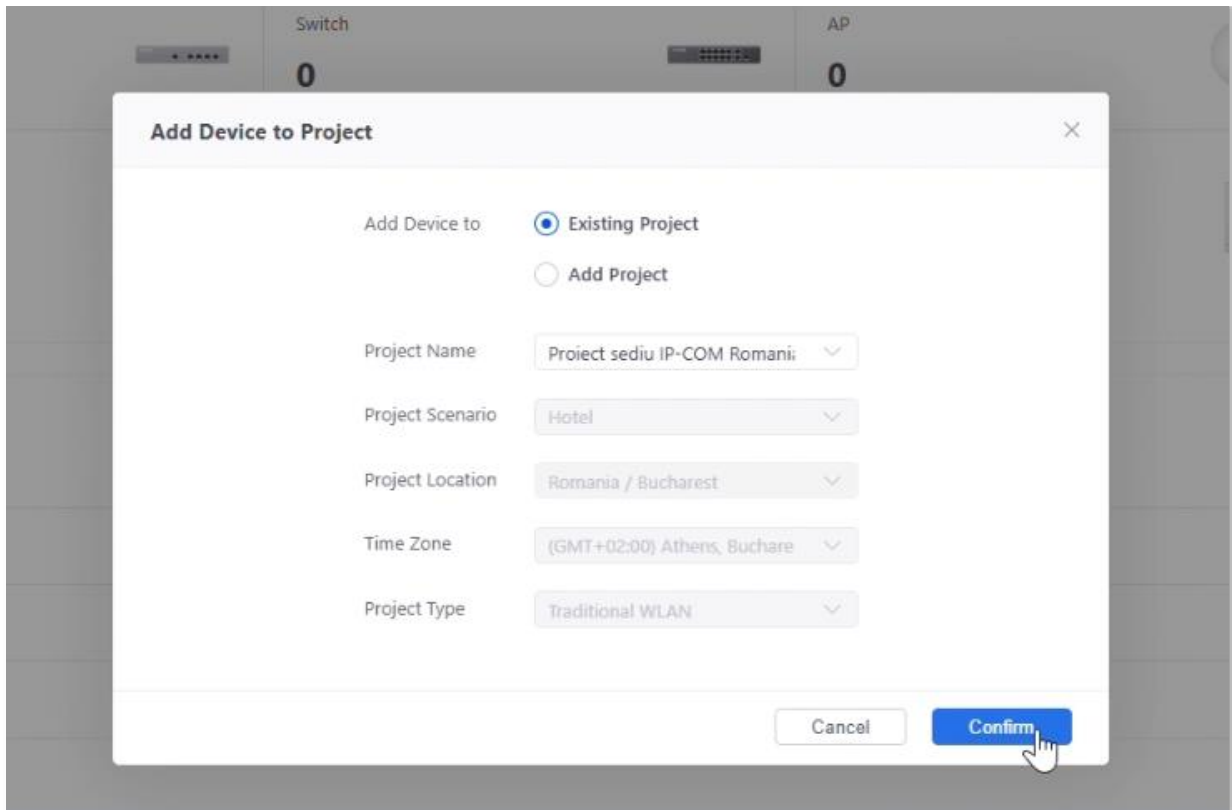 Switch
AP
0
0
Add Device to Project
Add Device to
Existing Project
Add Project
Project Name
Proiect sediu IP-COM Romani
Project Scenario
Hotel
Project Location
Romania / Bucharest
Time Zone
(GMT+02:00) Athens, Buchare
Project Type
Traditional WLAN
Cancel
Confirm